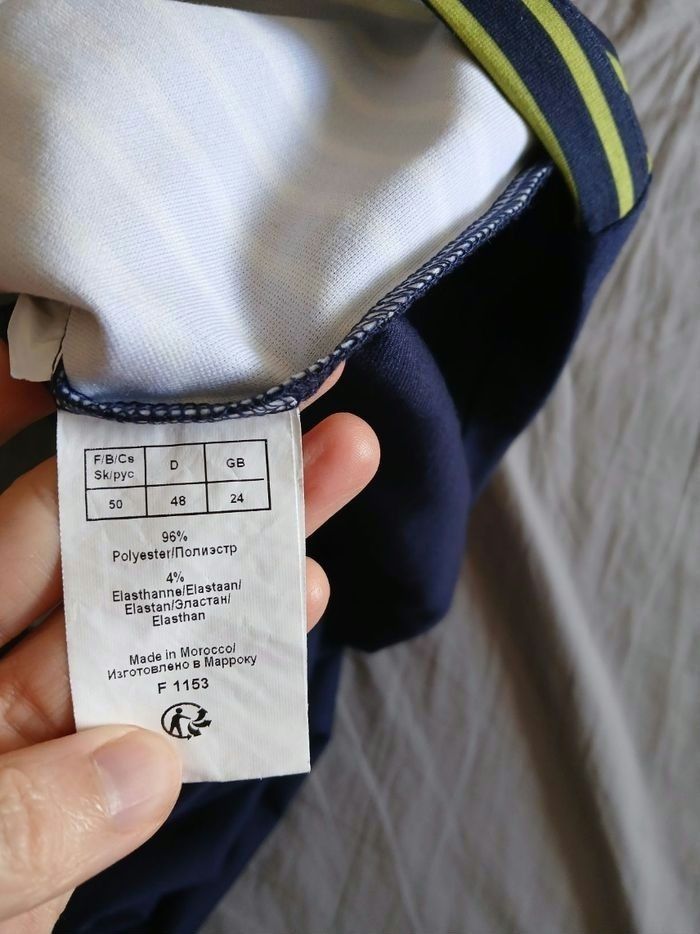 F/B/Cs D GB
Sk/рус
50 48 24
96%
Polyester/Полиэстр
4%
Elasthanne/Elastaan/
Elastan/Эластан/
Elasthan
Made in Morocco/
Изготовлено в Марроку
F 1153